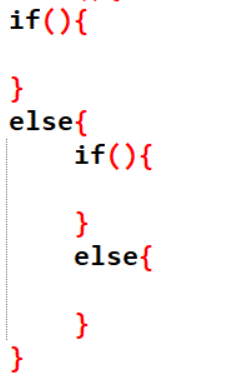 if(){
}
else{
if(){
}
else{
}
}